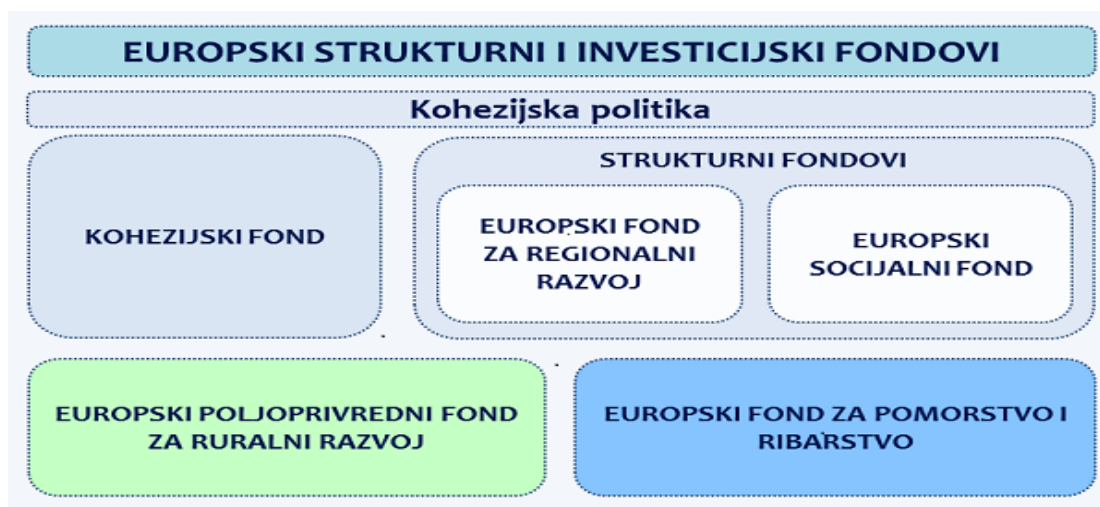 EUROPSKI STRUKTURNI I INVESTICIJSKI FONDOVI
Kohezijska politika
KOHEZIJSKI FOND
STRUKTURNI FONDOVI
EUROPSKI FOND
ZA REGIONALNI
RAZVOJ
EUROPSKI
SOCIJALNI FOND
EUROPSKI POLJOPRIVREDNI FOND
ZA RURALNI RAZVOJ
EUROPSKI FOND ZA POMORSTVO I
RIBARSTVO